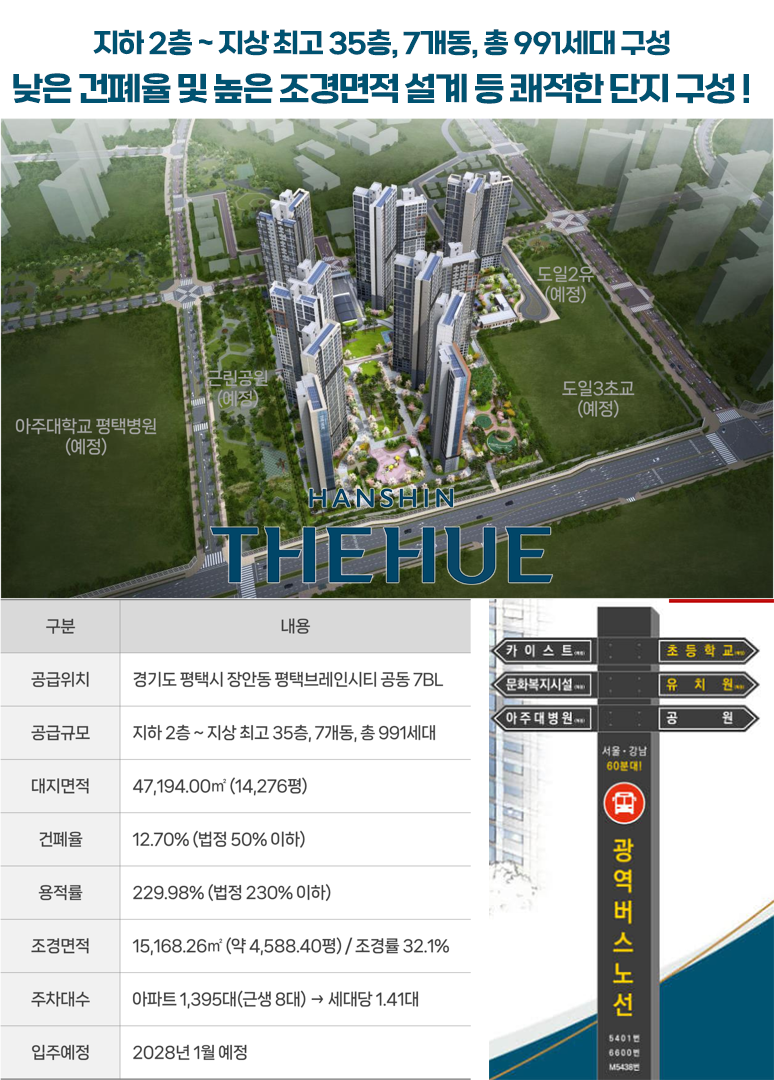 지하 2층 ~ 지상 최고 35층, 7개동, 총 991세대 구성
낮은 건폐율 및 높은 조경면적 설계 등 쾌적한 단지 구성 !
도일2유
(예정)
근린공원
(예정)
도일3초교
(예정)
아주대학교 평택병원
(예정)
HANSHIN
THEHUE
구분 내용
공급위치 경기도 평택시 장안동 평택브레인시티 공동 7BL
공급규모 지하 2층 ~ 지상 최고 35층, 7개동, 총 991세대
대지면적 47,194.00㎡ (14,276평)
건폐율 12.70% (법정 50% 이하)
용적률 229.98% (법정 230% 이하)
조경면적 15,168.26㎡ (약 4,588.40평) / 조경률 32.1%
주차대수 아파트 1,395대(근생 8대) → 세대당 1.41대
입주예정 2028년 1월 예정
카이스트(예정) 초등학교(예정)
문화복지시설(예정) 유치원(예정)
아주대병원(예정) 공원
서울·강남
60분대!
광역버스노선
5401번
6600번
M5438번